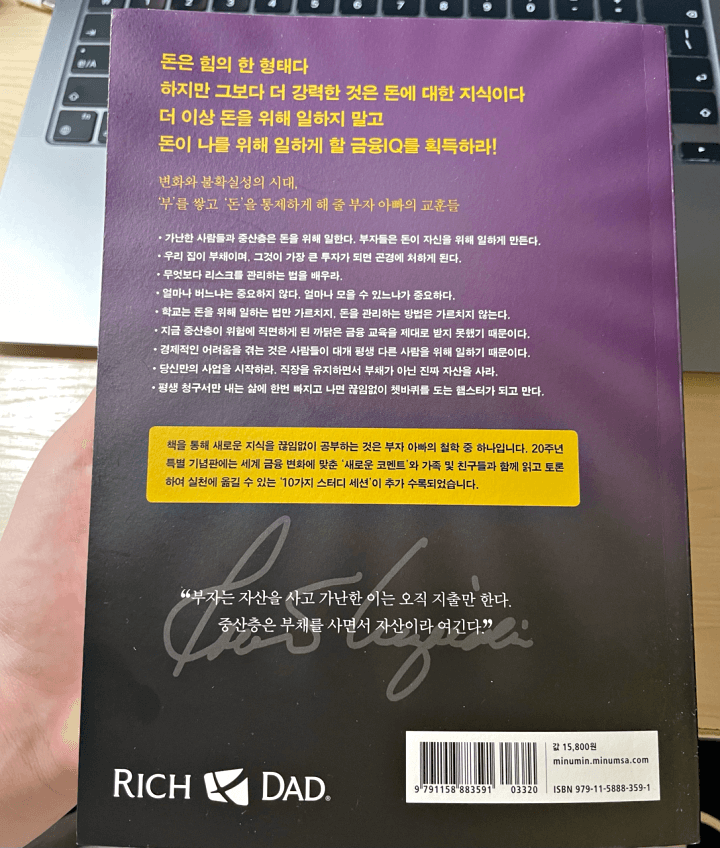 돈은 힘의 한 형태다
하지만 그보다 더 강력한 것은 돈에 대한 지식이다
더 이상 돈을 위해 일하지 말고
돈이 나를 위해 일하게 할 금융IQ를 획득하라!
변화와 불확실성의 시대,
'부'를 쌓고 '돈'을 통제하게 해 줄 부자 아빠의 교훈들
• 가난한 사람들과 중산층은 돈을 위해 일한다. 부자들은 돈이 자신을 위해 일하게 만든다.
• 우리 집이 부채이며, 그것이 가장 큰 투자가 되면 곤경에 처하게 된다.
• 무엇보다 리스크를 관리하는 법을 배우라.
• 얼마나 버느냐는 중요하지 않다. 얼마나 모을 수 있느냐가 중요하다.
• 학교는 돈을 위해 일하는 법만 가르치지, 돈을 관리하는 방법은 가르치지 않는다.
• 지금 중산층이 위험에 직면하게 된 까닭은 금융 교육을 제대로 받지 못했기 때문이다.
• 경제적인 어려움을 겪는 것은 사람들이 대개 평생 다른 사람을 위해 일하기 때문이다.
• 당신만의 사업을 시작하라. 직장을 유지하면서 부채가 아닌 진짜 자산을 사라.
• 평생 청구서만 내는 삶에 한번 빠지고 나면 끊임없이 쳇바퀴를 도는 햄스터가 되고 만다.
책을 통해 새로운 지식을 끊임없이 공부하는 것은 부자 아빠의 철학 중 하나입니다. 20주년
특별 기념판에는 세계 금융 변화에 맞춘 '새로운 코멘트'와 가족 및 친구들과 함께 읽고 토론
하여 실천에 옮길 수 있는 '10가지 스터디 세션'이 추가 수록되었습니다.
"부자는 자산을 사고 가난한 이는 오직 지출만 한다.
중산층은 부채를 사면서 자산이라 여긴다."
RICH DAD®
값 15,800원
minumin.minumsa.com
ISBN 979-11-5888-359-1
9 791158 883591
03320